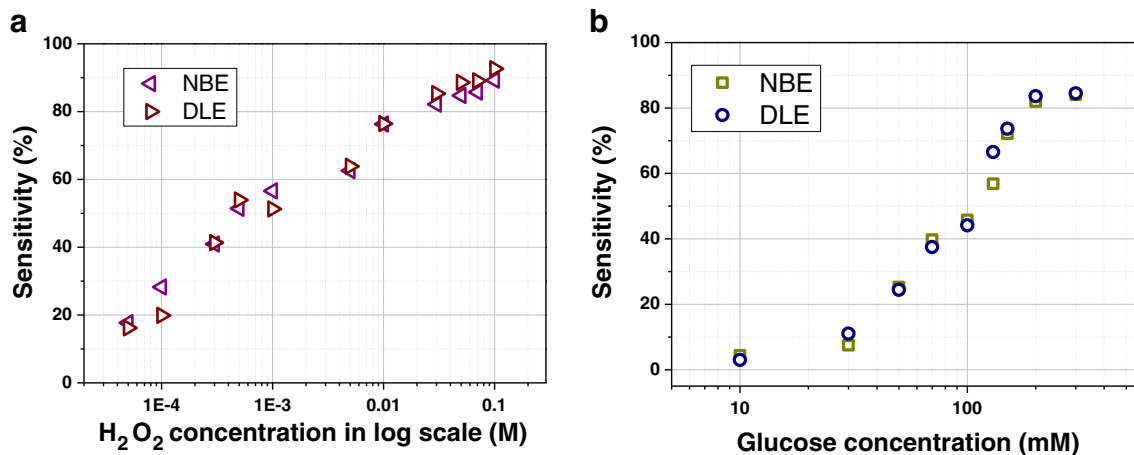 a
100
80
60
40
20
0
Sensitivity (%)
NBE
DLE
1E-4 1E-3 0.01 0.1
H₂O₂ concentration in log scale (M)
b
100
80
60
40
20
0
Sensitivity (%)
NBE
DLE
10 100
Glucose concentration (mM)